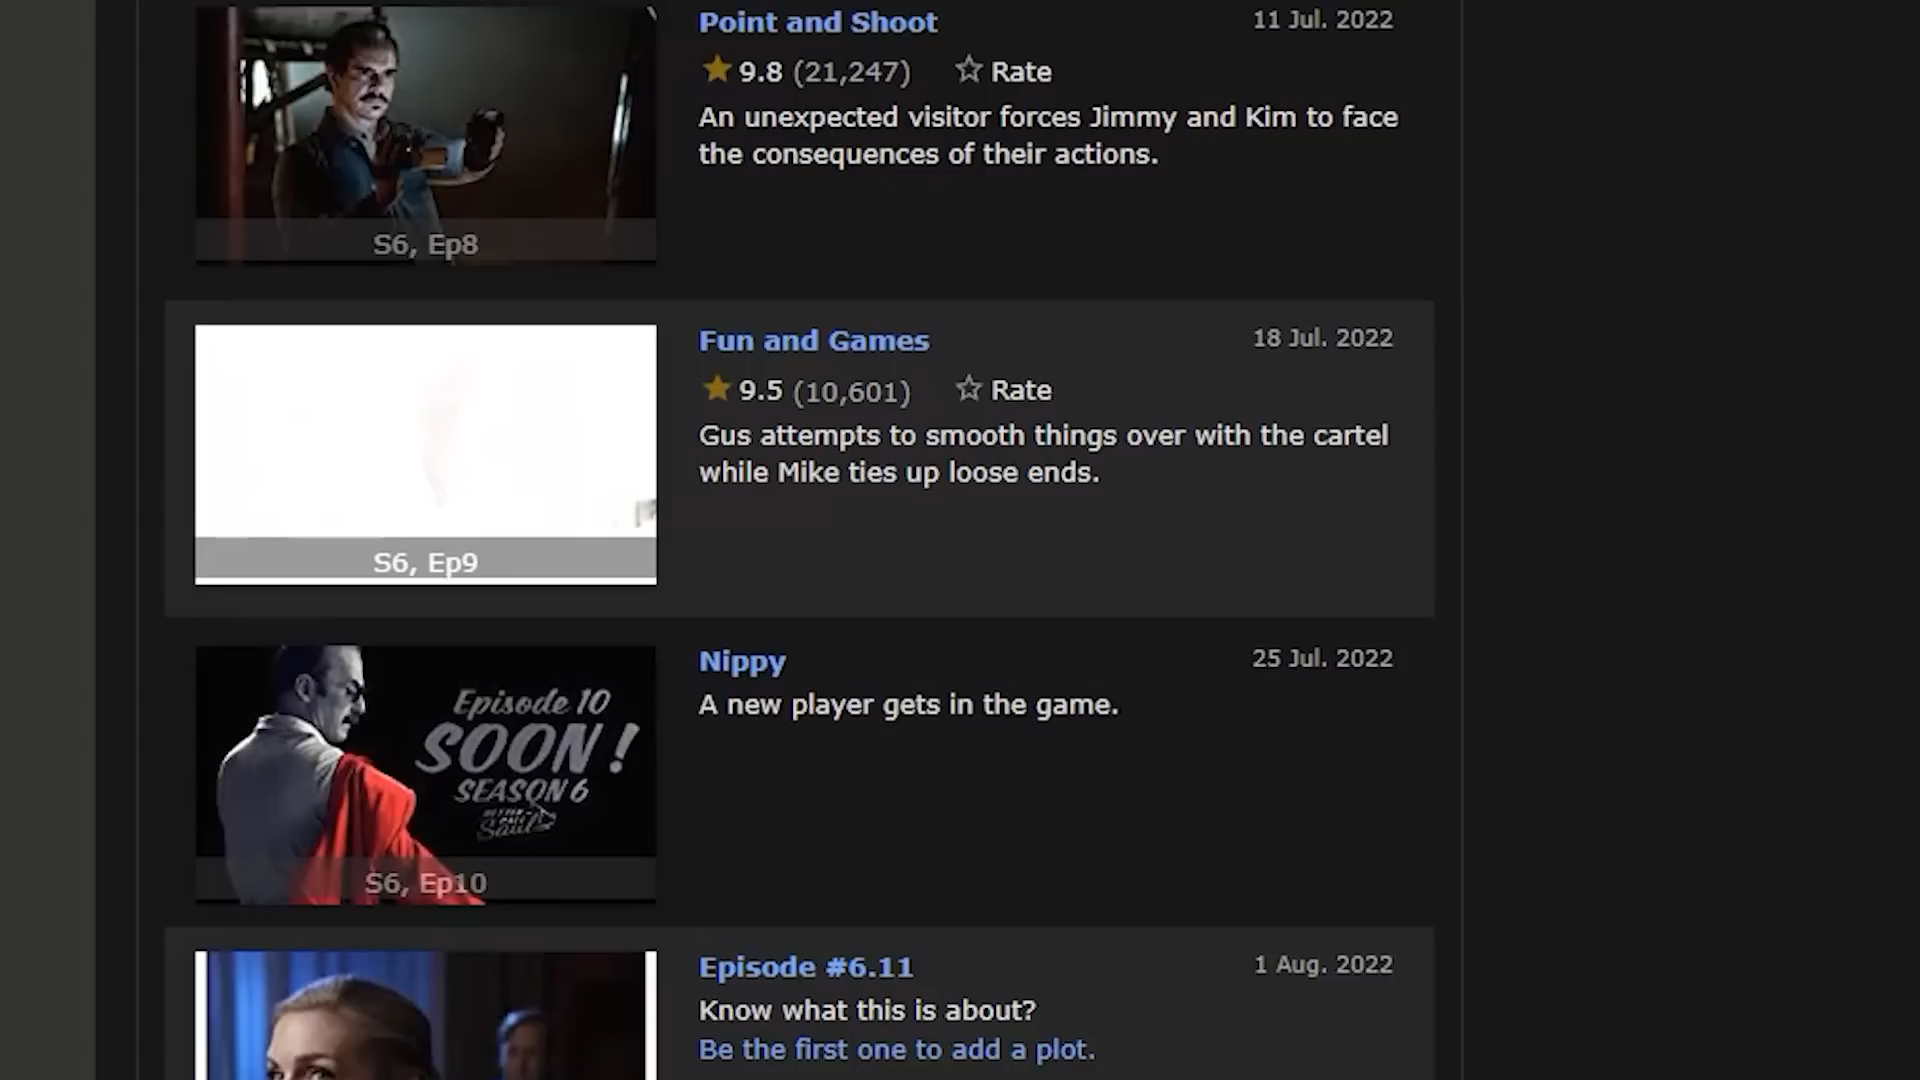 Point and Shoot
11 Jul. 2022
9.8 (21,247) Rate
An unexpected visitor forces Jimmy and Kim to face
the consequences of their actions.
S6, Ep8
Fun and Games
18 Jul. 2022
9.5 (10,601) Rate
Gus attempts to smooth things over with the cartel
while Mike ties up loose ends.
S6, Ep9
Nippy
25 Jul. 2022
A new player gets in the game.
Episode 10
SOON!
SEASON 6
BETTER CALL
Saul
S6, Ep10
Episode #6.11
1 Aug. 2022
Know what this is about?
Be the first one to add a plot.